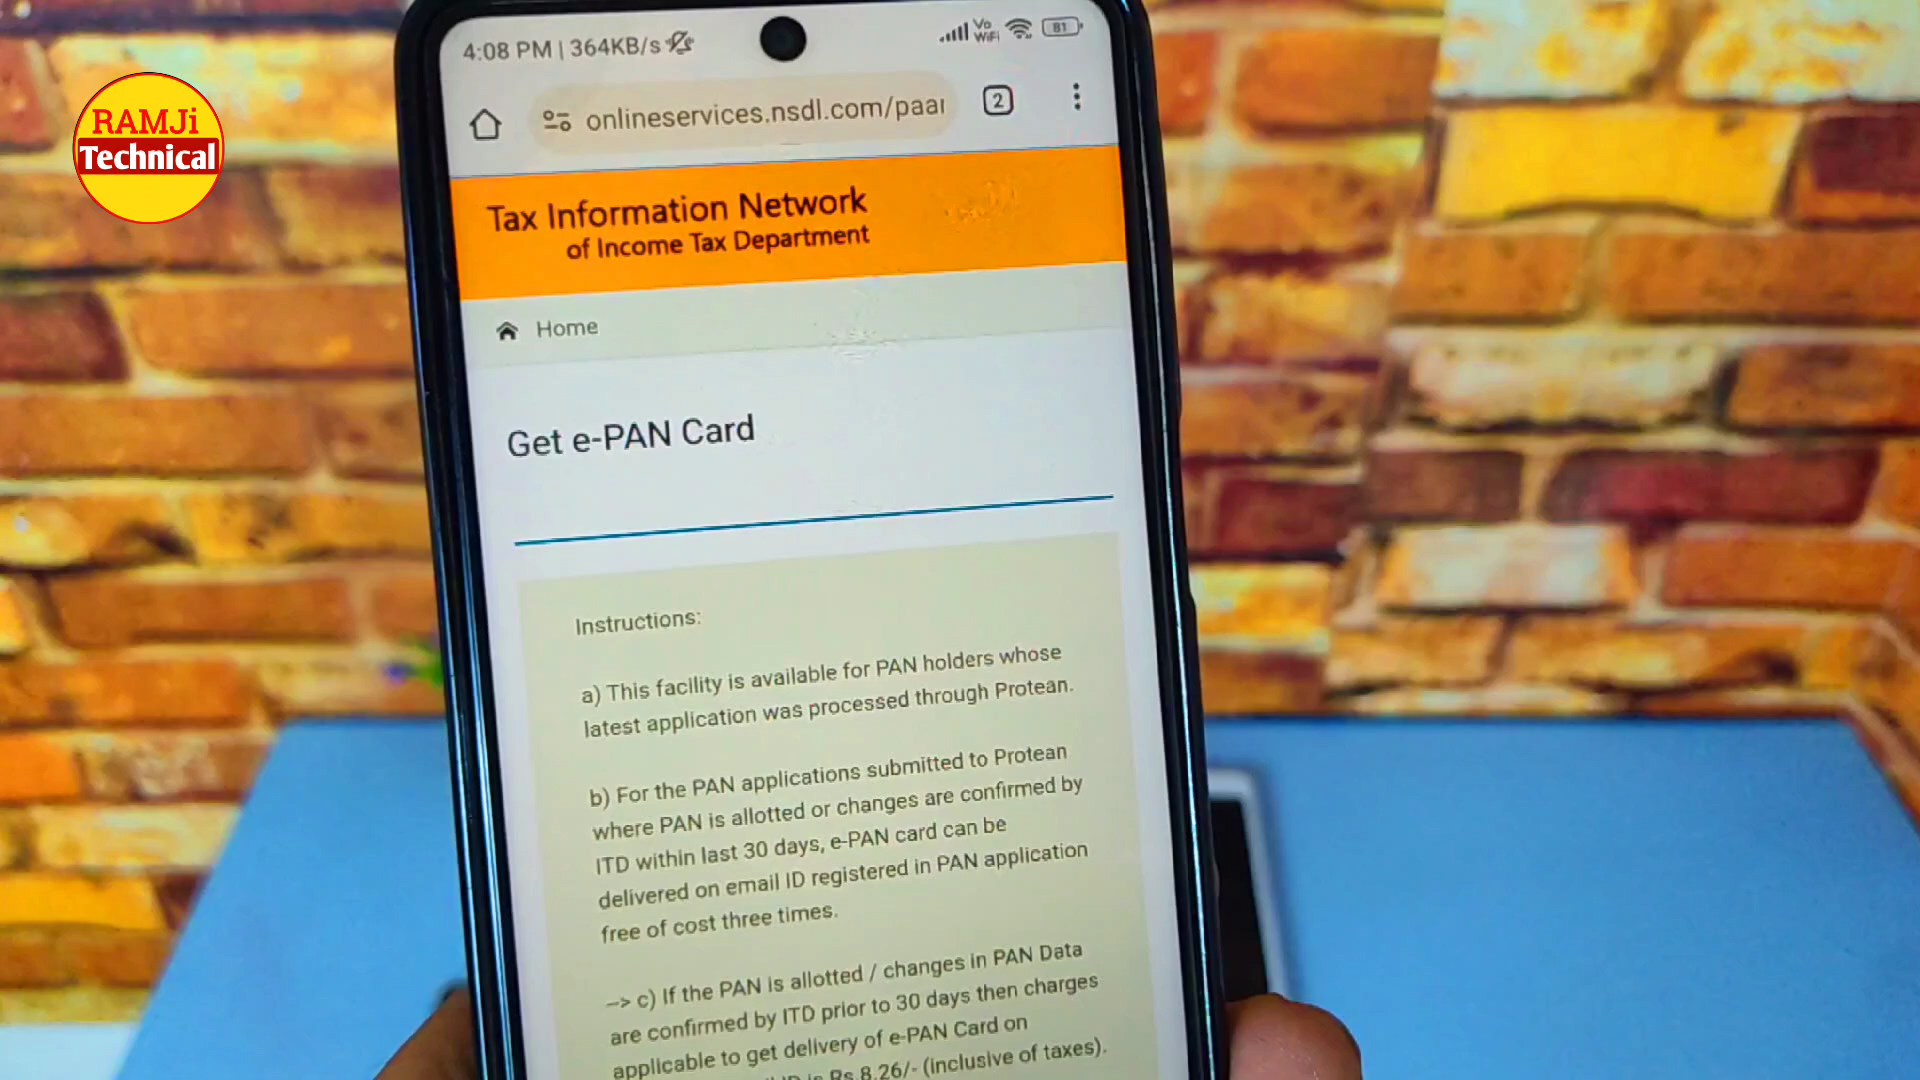 RAMJi
Technical
4:08 PM | 364KB/s
Vo
WiFi
81
onlineservices.nsdl.com/paa
2
Tax Information Network
of Income Tax Department
Home
Get e-PAN Card
Instructions:
a) This facility is available for PAN holders whose
latest application was processed through Protean.
b) For the PAN applications submitted to Protean
where PAN is allotted or changes are confirmed by
ITD within last 30 days, e-PAN card can be
delivered on email ID registered in PAN application
free of cost three times.
--> c) If the PAN is allotted / changes in PAN Data
are confirmed by ITD prior to 30 days then charges
applicable to get delivery of e-PAN Card on
ID is Rs.8.26/- (inclusive of taxes).